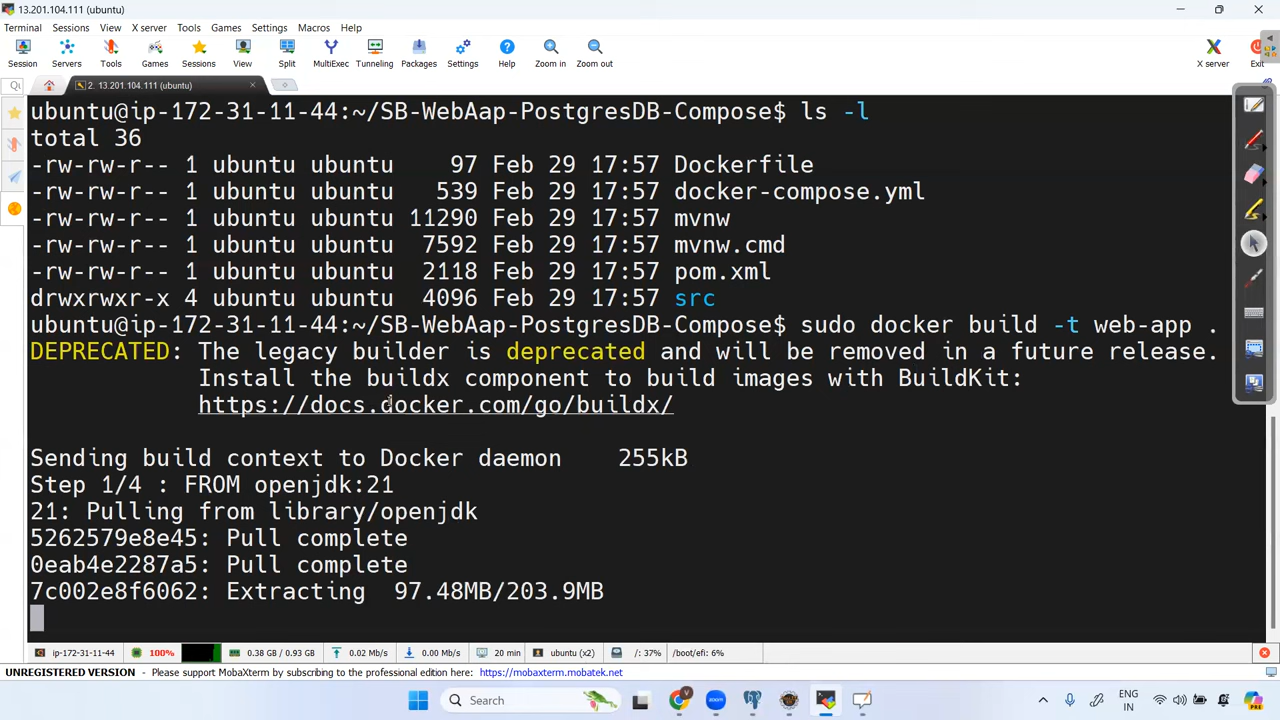 13.201.104.111 (ubuntu)
Terminal Sessions View X server Tools Games Settings Macros Help
Session Servers Tools Games Sessions View Split MultiExec Tunneling Packages Settings Help Zoom in Zoom out X server Exit
2. 13.201.104.111 (ubuntu)
ubuntu@ip-172-31-11-44:~/SB-WebAap-PostgresDB-Compose$ ls -l
total 36
-rw-rw-r-- 1 ubuntu ubuntu    97 Feb 29 17:57 Dockerfile
-rw-rw-r-- 1 ubuntu ubuntu   539 Feb 29 17:57 docker-compose.yml
-rw-rw-r-- 1 ubuntu ubuntu 11290 Feb 29 17:57 mvnw
-rw-rw-r-- 1 ubuntu ubuntu  7592 Feb 29 17:57 mvnw.cmd
-rw-rw-r-- 1 ubuntu ubuntu  2118 Feb 29 17:57 pom.xml
drwxrwxr-x 4 ubuntu ubuntu  4096 Feb 29 17:57 src
ubuntu@ip-172-31-11-44:~/SB-WebAap-PostgresDB-Compose$ sudo docker build -t web-app .
DEPRECATED: The legacy builder is deprecated and will be removed in a future release.
Install the buildx component to build images with BuildKit:
https://docs.docker.com/go/buildx/
Sending build context to Docker daemon    255kB
Step 1/4 : FROM openjdk:21
21: Pulling from library/openjdk
5262579e8e45: Pull complete
0eab4e2287a5: Pull complete
7c002e8f6062: Extracting  97.48MB/203.9MB
ip-172-31-11-44 100% 0.38 GB / 0.93 GB 0.02 Mb/s 0.00 Mb/s 20 min ubuntu (x2) /: 37% /boot/efi: 6%
UNREGISTERED VERSION - Please support MobaXterm by subscribing to the professional edition here: https://mobaxterm.mobatek.net
Search
ENG
IN